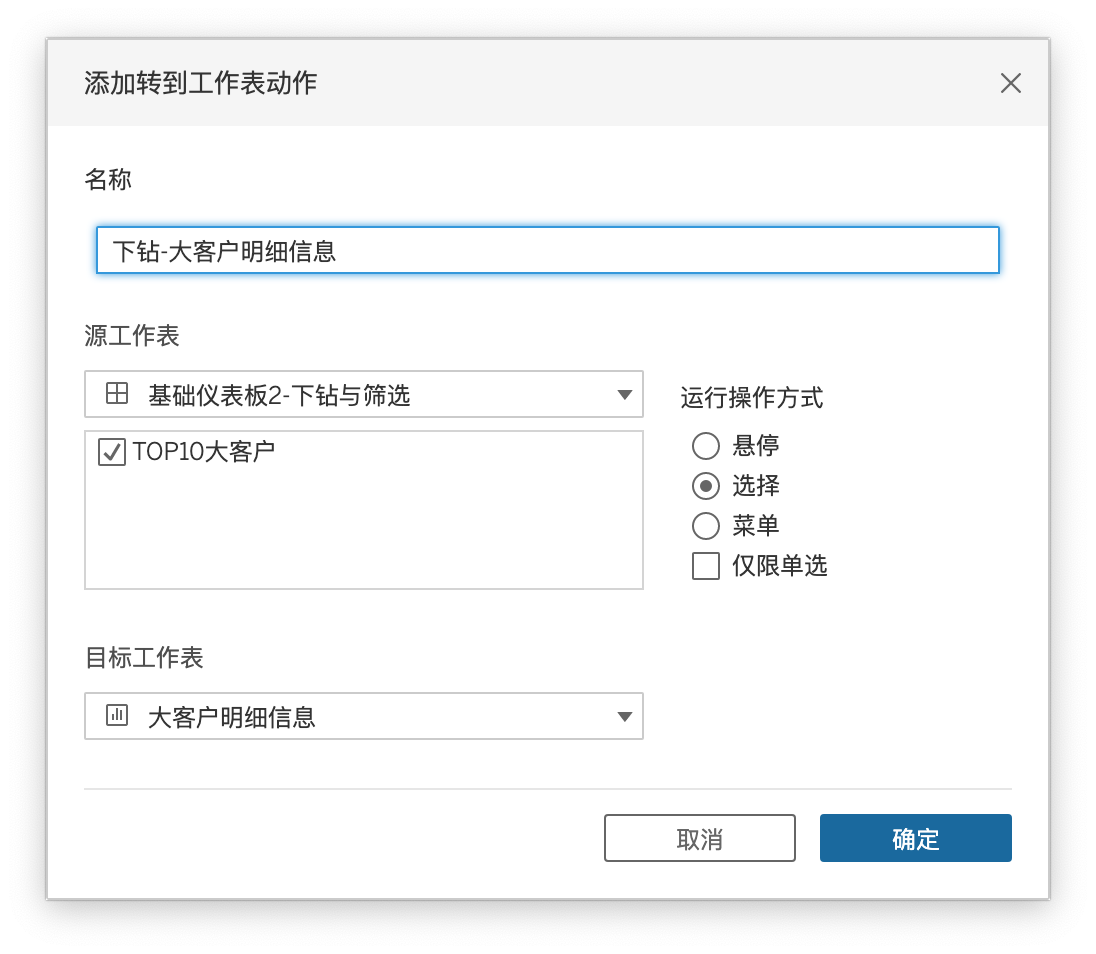 添加转到工作表动作
名称
下钻-大客户明细信息
源工作表
基础仪表板2-下钻与筛选
TOP10大客户
运行操作方式
悬停
选择
菜单
仅限单选
目标工作表
大客户明细信息
取消
确定